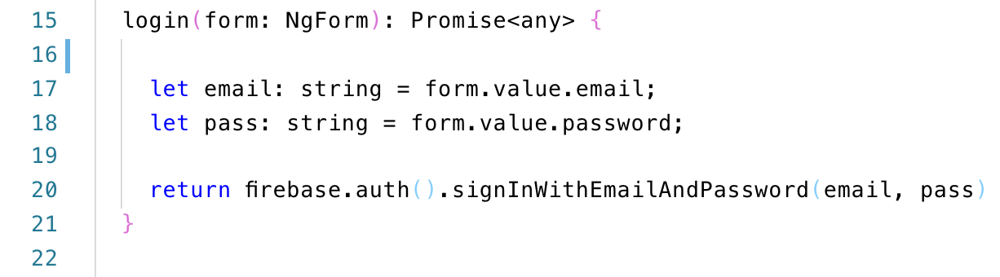 15 login(form: NgForm): Promise<any> {
16
17 let email: string = form.value.email;
18 let pass: string = form.value.password;
19
20 return firebase.auth().signInWithEmailAndPassword(email, pass)
21 }
22